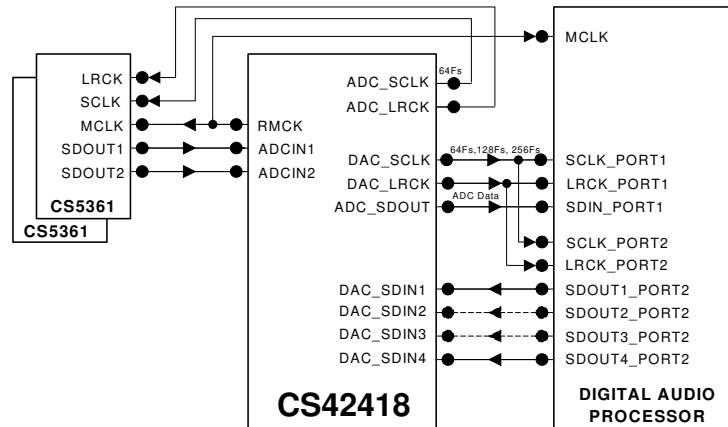 LRCK
SCLK
MCLK
SDOUT1
SDOUT2
CS5361
CS5361
ADC_SCLK
64Fs
ADC_LRCK
RMCK
ADCIN1
ADCIN2
DAC_SCLK
64Fs,128Fs, 256Fs
DAC_LRCK
ADC_SDOUT
ADC Data
DAC_SDIN1
DAC_SDIN2
DAC_SDIN3
DAC_SDIN4
CS42418
MCLK
SCLK_PORT1
LRCK_PORT1
SDIN_PORT1
SCLK_PORT2
LRCK_PORT2
SDOUT1_PORT2
SDOUT2_PORT2
SDOUT3_PORT2
SDOUT4_PORT2
DIGITAL AUDIO
PROCESSOR